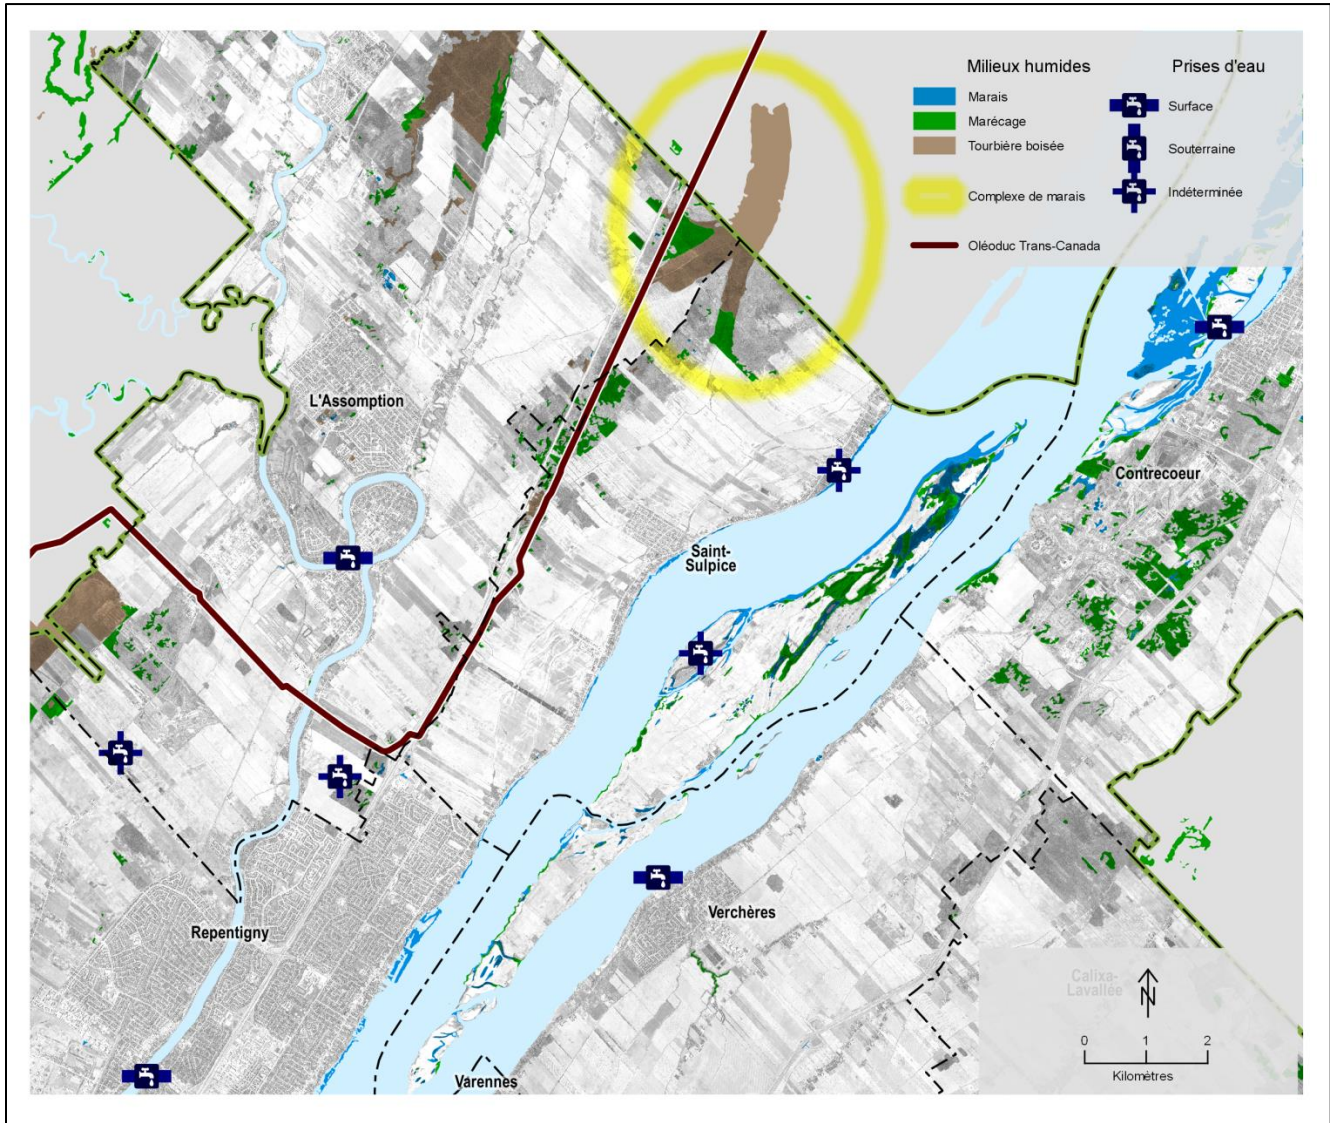 Milieux humides
Prises d'eau
Marais
Marécage
Tourbière boisée
Complexe de marais
Oléoduc Trans-Canada
Surface
Souterraine
Indéterminée
L'Assomption
Contrecoeur
Saint-
Sulpice
Repentigny
Verchères
Varennes
Calixa-
Lavallée
N
0 1 2
Kilomètres